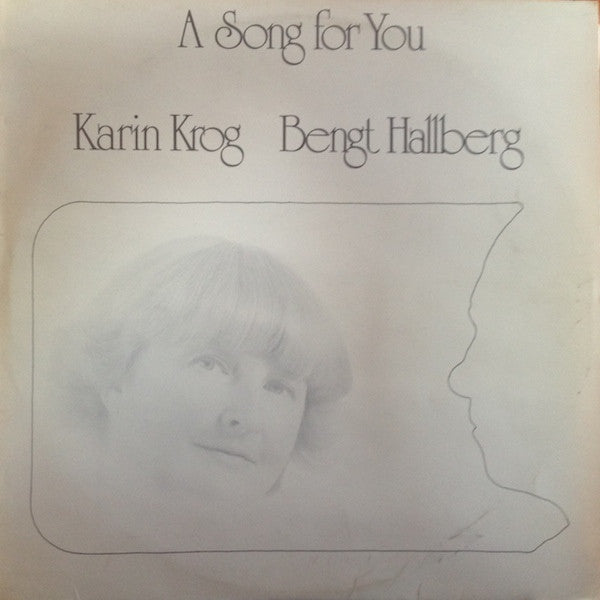 A Song for You
Karin Krog Bengt Hallberg